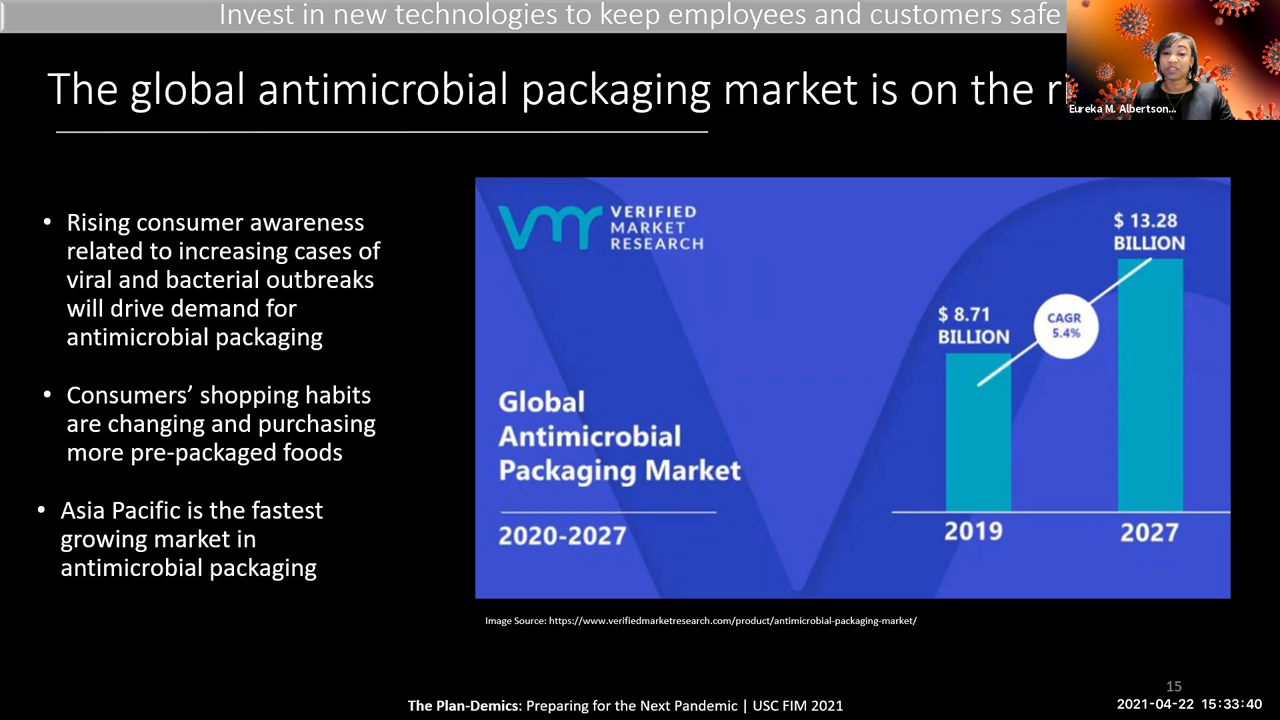 Invest in new technologies to keep employees and customers safe
The global antimicrobial packaging market is on the
Eureka M. Albertson...
• Rising consumer awareness
related to increasing cases of
viral and bacterial outbreaks
will drive demand for
antimicrobial packaging
• Consumers’ shopping habits
are changing and purchasing
more pre-packaged foods
• Asia Pacific is the fastest
growing market in
antimicrobial packaging
vmr VERIFIED
MARKET
RESEARCH
Global
Antimicrobial
Packaging Market
2020-2027
$ 8.71
BILLION
CAGR
5.4%
$ 13.28
BILLION
2019
2027
Image Source: https://www.verifiedmarketresearch.com/product/antimicrobial-packaging-market/
15
The Plan-Demics: Preparing for the Next Pandemic | USC FIM 2021
2021-04-22 15:33:40